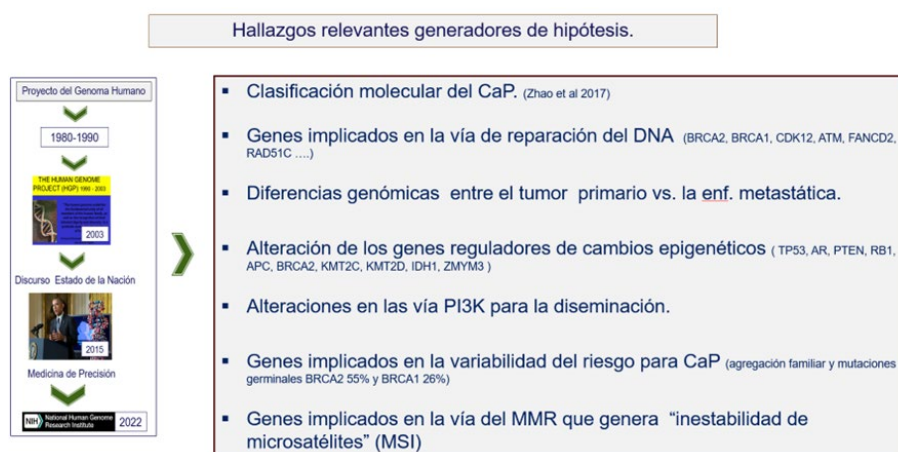 Hallazgos relevantes generadores de hipótesis.
Proyecto del Genoma Humano
1980-1990
THE HUMAN GENOME
PROJECT (HGP) 1990 - 2003
2003
Discurso Estado de la Nación
2015
Medicina de Precisión
NIH National Human Genome
Research Institute
2022
▪ Clasificación molecular del CaP. (Zhao et al 2017)
▪ Genes implicados en la vía de reparación del DNA (BRCA2, BRCA1, CDK12, ATM, FANCD2,
RAD51C ....)
▪ Diferencias genómicas entre el tumor primario vs. la enf. metastática.
▪ Alteración de los genes reguladores de cambios epigenéticos ( TP53, AR, PTEN, RB1,
APC, BRCA2, KMT2C, KMT2D, IDH1, ZMYM3 )
▪ Alteraciones en las vía PI3K para la diseminación.
▪ Genes implicados en la variabilidad del riesgo para CaP (agregación familiar y mutaciones
germinales BRCA2 55% y BRCA1 26%)
▪ Genes implicados en la vía del MMR que genera “inestabilidad de
microsatélites” (MSI)